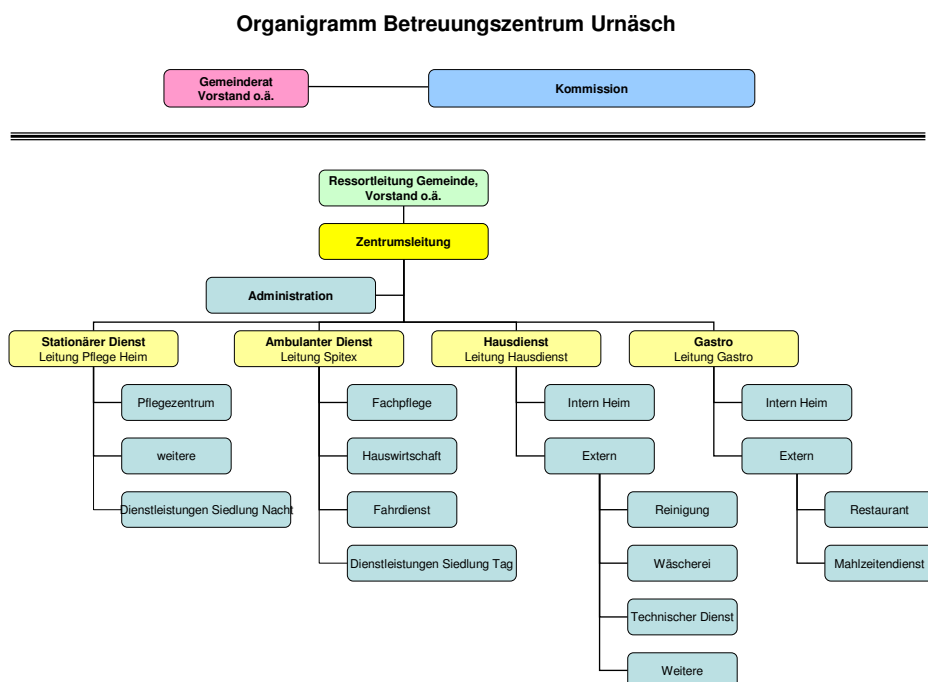 Organigramm Betreuungszentrum Urnäsch
Gemeinderat
Vorstand o.ä.
Kommission
Ressortleitung Gemeinde,
Vorstand o.ä.
Zentrumsleitung
Administration
Stationärer Dienst
Leitung Pflege Heim
Ambulanter Dienst
Leitung Spitex
Hausdienst
Leitung Hausdienst
Gastro
Leitung Gastro
Pflegezentrum
Fachpflege
Intern Heim
Intern Heim
weitere
Hauswirtschaft
Extern
Extern
Dienstleistungen Siedlung Nacht
Fahrdienst
Reinigung
Restaurant
Dienstleistungen Siedlung Tag
Wäscherei
Mahlzeitendienst
Technischer Dienst
Weitere